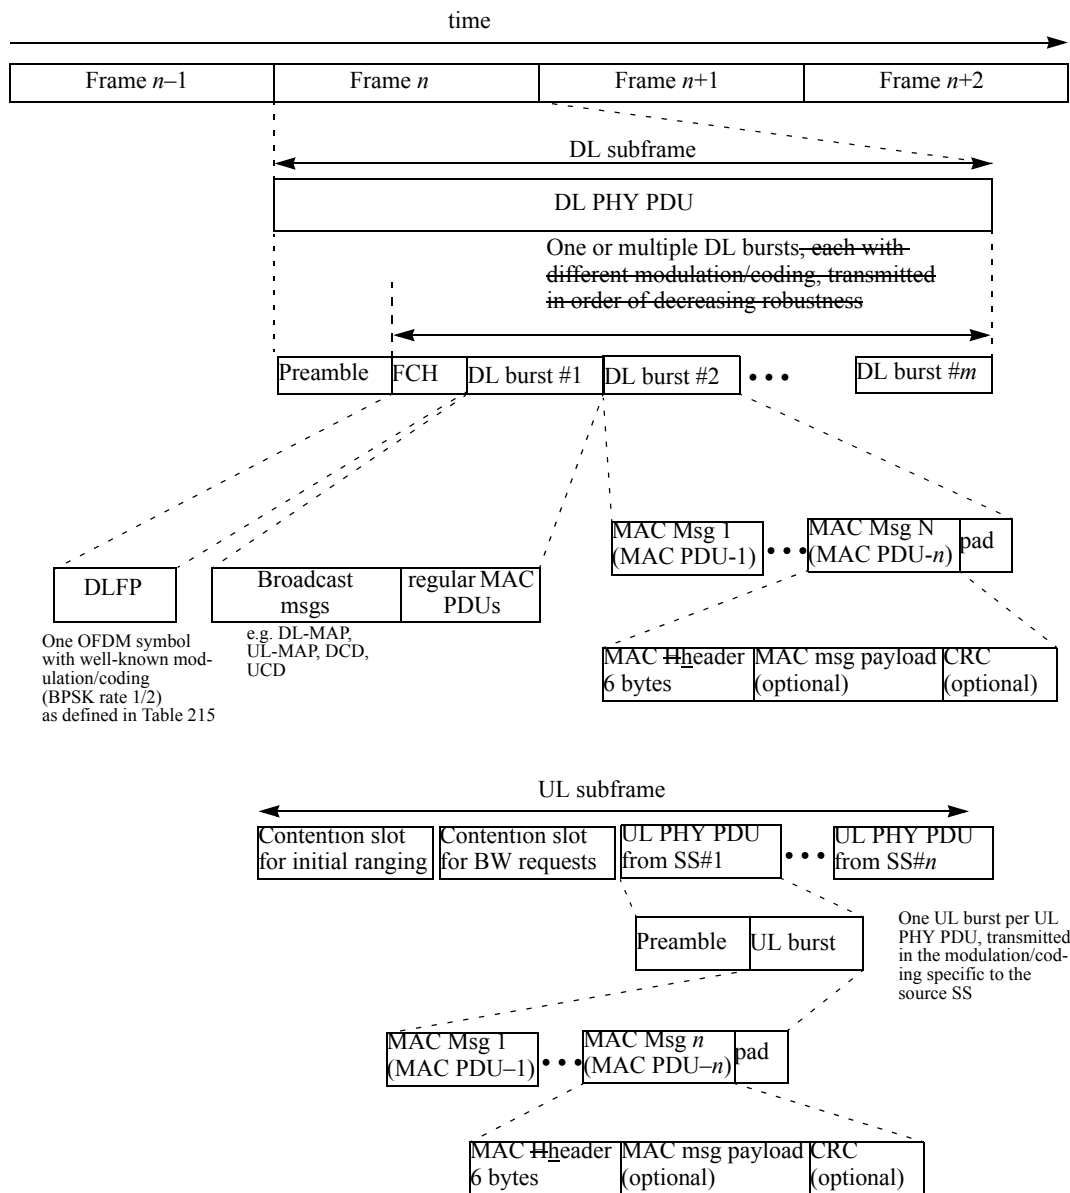 time
Frame n–1
Frame n
Frame n+1
Frame n+2
DL subframe
DL PHY PDU
One or multiple DL bursts, each with
different modulation/coding, transmitted
in order of decreasing robustness
Preamble
FCH
DL burst #1
DL burst #2
• • •
DL burst #m
MAC Msg 1
(MAC PDU-1)
• • •
MAC Msg N
(MAC PDU-n)
pad
DLFP
Broadcast
msgs
regular MAC
PDUs
One OFDM symbol
with well-known mod-
ulation/coding
(BPSK rate 1/2)
as defined in Table 215
e.g. DL-MAP,
UL-MAP, DCD,
UCD
MAC Hheader
6 bytes
MAC msg payload
(optional)
CRC
(optional)
UL subframe
Contention slot
for initial ranging
Contention slot
for BW requests
UL PHY PDU
from SS#1
• • •
UL PHY PDU
from SS#n
Preamble
UL burst
One UL burst per UL
PHY PDU, transmitted
in the modulation/cod-
ing specific to the
source SS
MAC Msg 1
(MAC PDU–1)
• • •
MAC Msg n
(MAC PDU–n)
pad
MAC Hheader
6 bytes
MAC msg payload
(optional)
CRC
(optional)